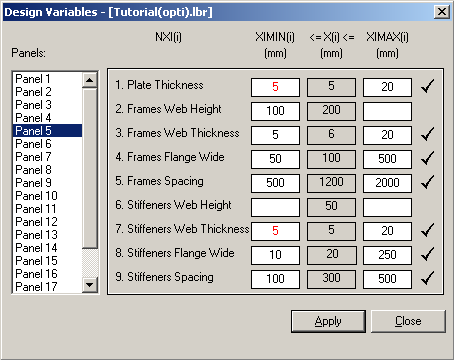 Design Variables - [Tutorial(opti).lbr]
NXI(i) XIMIN(i) <= X(i) <= XIMAX(i)
Panels: (mm) (mm) (mm)
Panel 1
Panel 2
Panel 3
Panel 4
Panel 5
Panel 6
Panel 7
Panel 8
Panel 9
Panel 10
Panel 11
Panel 12
Panel 13
Panel 14
Panel 15
Panel 16
Panel 17
1. Plate Thickness 5 5 20
2. Frames Web Height 100 200
3. Frames Web Thickness 5 6 20
4. Frames Flange Wide 50 100 500
5. Frames Spacing 500 1200 2000
6. Stiffeners Web Height 50
7. Stiffeners Web Thickness 5 5 20
8. Stiffeners Flange Wide 10 20 250
9. Stiffeners Spacing 100 300 500
Apply Close